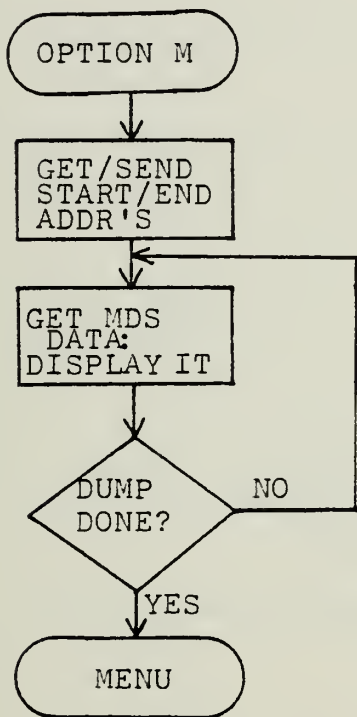 OPTION M
GET/SEND
START/END
ADDR'S
GET MDS
DATA:
DISPLAY IT
DUMP
DONE?
NO
YES
MENU